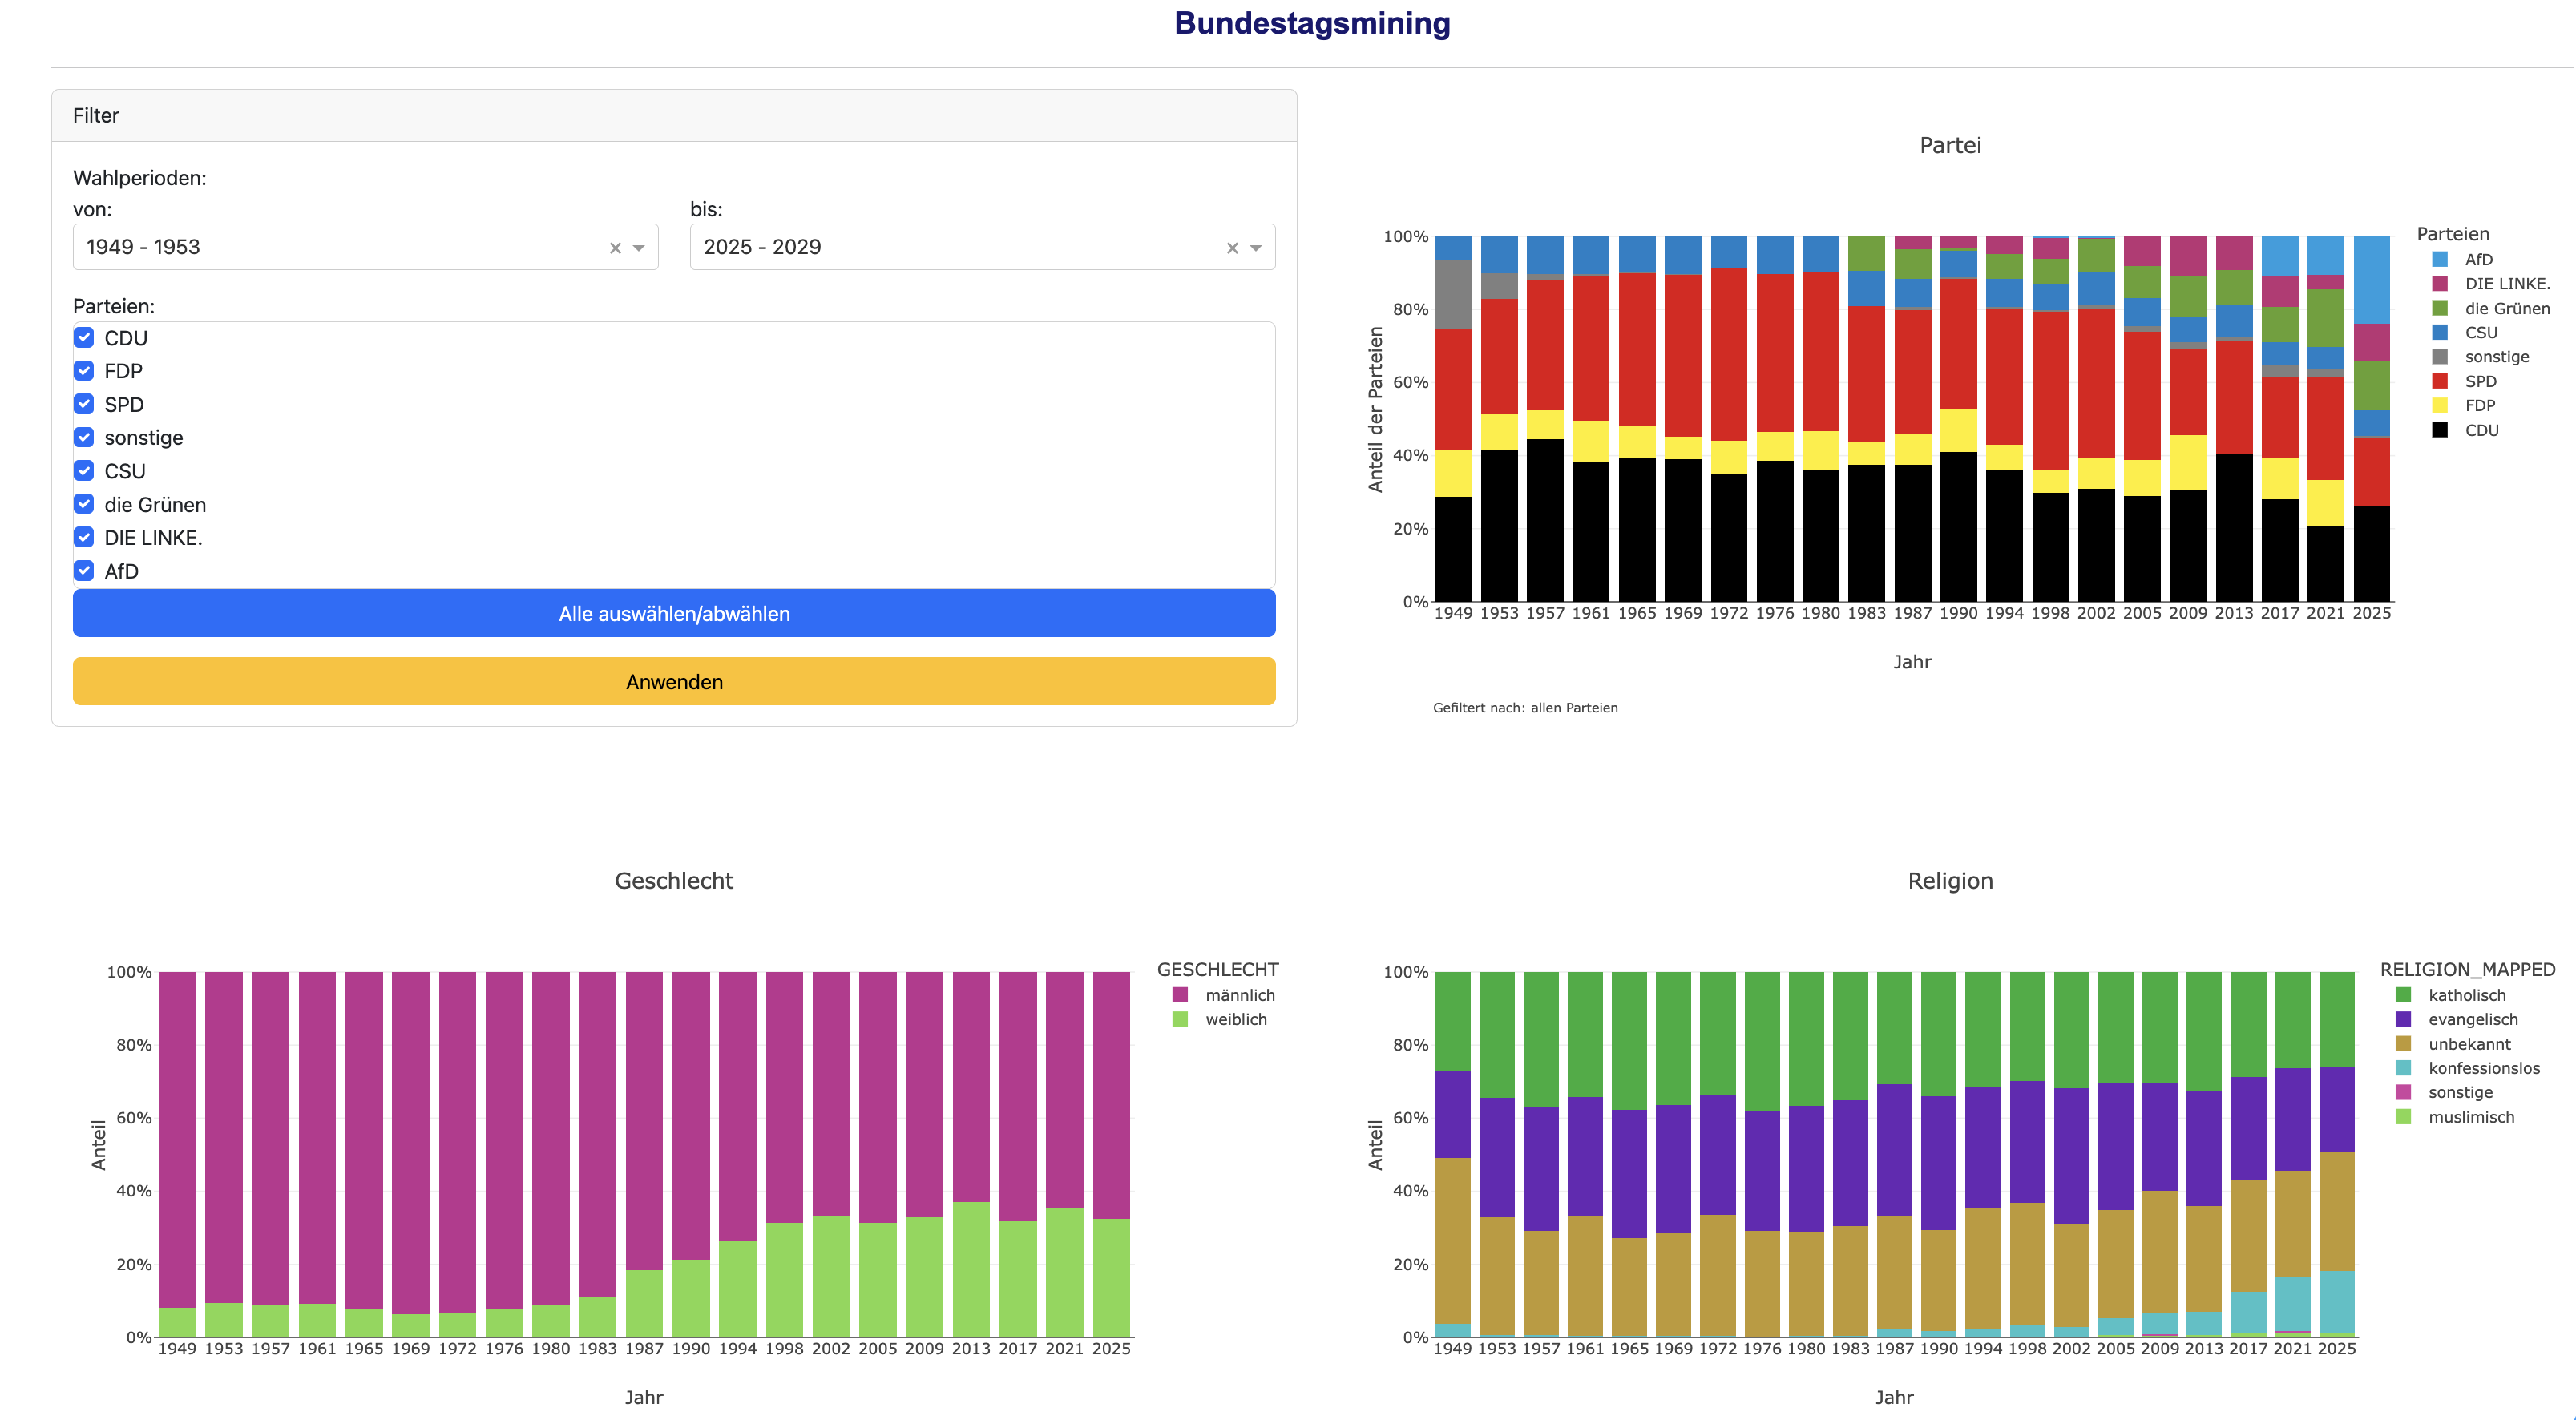 Bundestagsmining
Filter
Wahlperioden:
von:
bis:
1949 - 1953
2025 - 2029
Parteien:
CDU
FDP
SPD
sonstige
CSU
die Grünen
DIE LINKE.
AfD
Alle auswählen/abwählen
Anwenden
Partei
Anteil der Parteien
100%
80%
60%
40%
20%
0%
1949 1953 1957 1961 1965 1969 1972 1976 1980 1983 1987 1990 1994 1998 2002 2005 2009 2013 2017 2021 2025
Jahr
Gefiltert nach: allen Parteien
Parteien
AfD
DIE LINKE.
die Grünen
CSU
sonstige
SPD
FDP
CDU
Geschlecht
Anteil
100%
80%
60%
40%
20%
0%
1949 1953 1957 1961 1965 1969 1972 1976 1980 1983 1987 1990 1994 1998 2002 2005 2009 2013 2017 2021 2025
Jahr
GESCHLECHT
männlich
weiblich
Religion
Anteil
100%
80%
60%
40%
20%
0%
1949 1953 1957 1961 1965 1969 1972 1976 1980 1983 1987 1990 1994 1998 2002 2005 2009 2013 2017 2021 2025
Jahr
RELIGION_MAPPED
katholisch
evangelisch
unbekannt
konfessionslos
sonstige
muslimisch